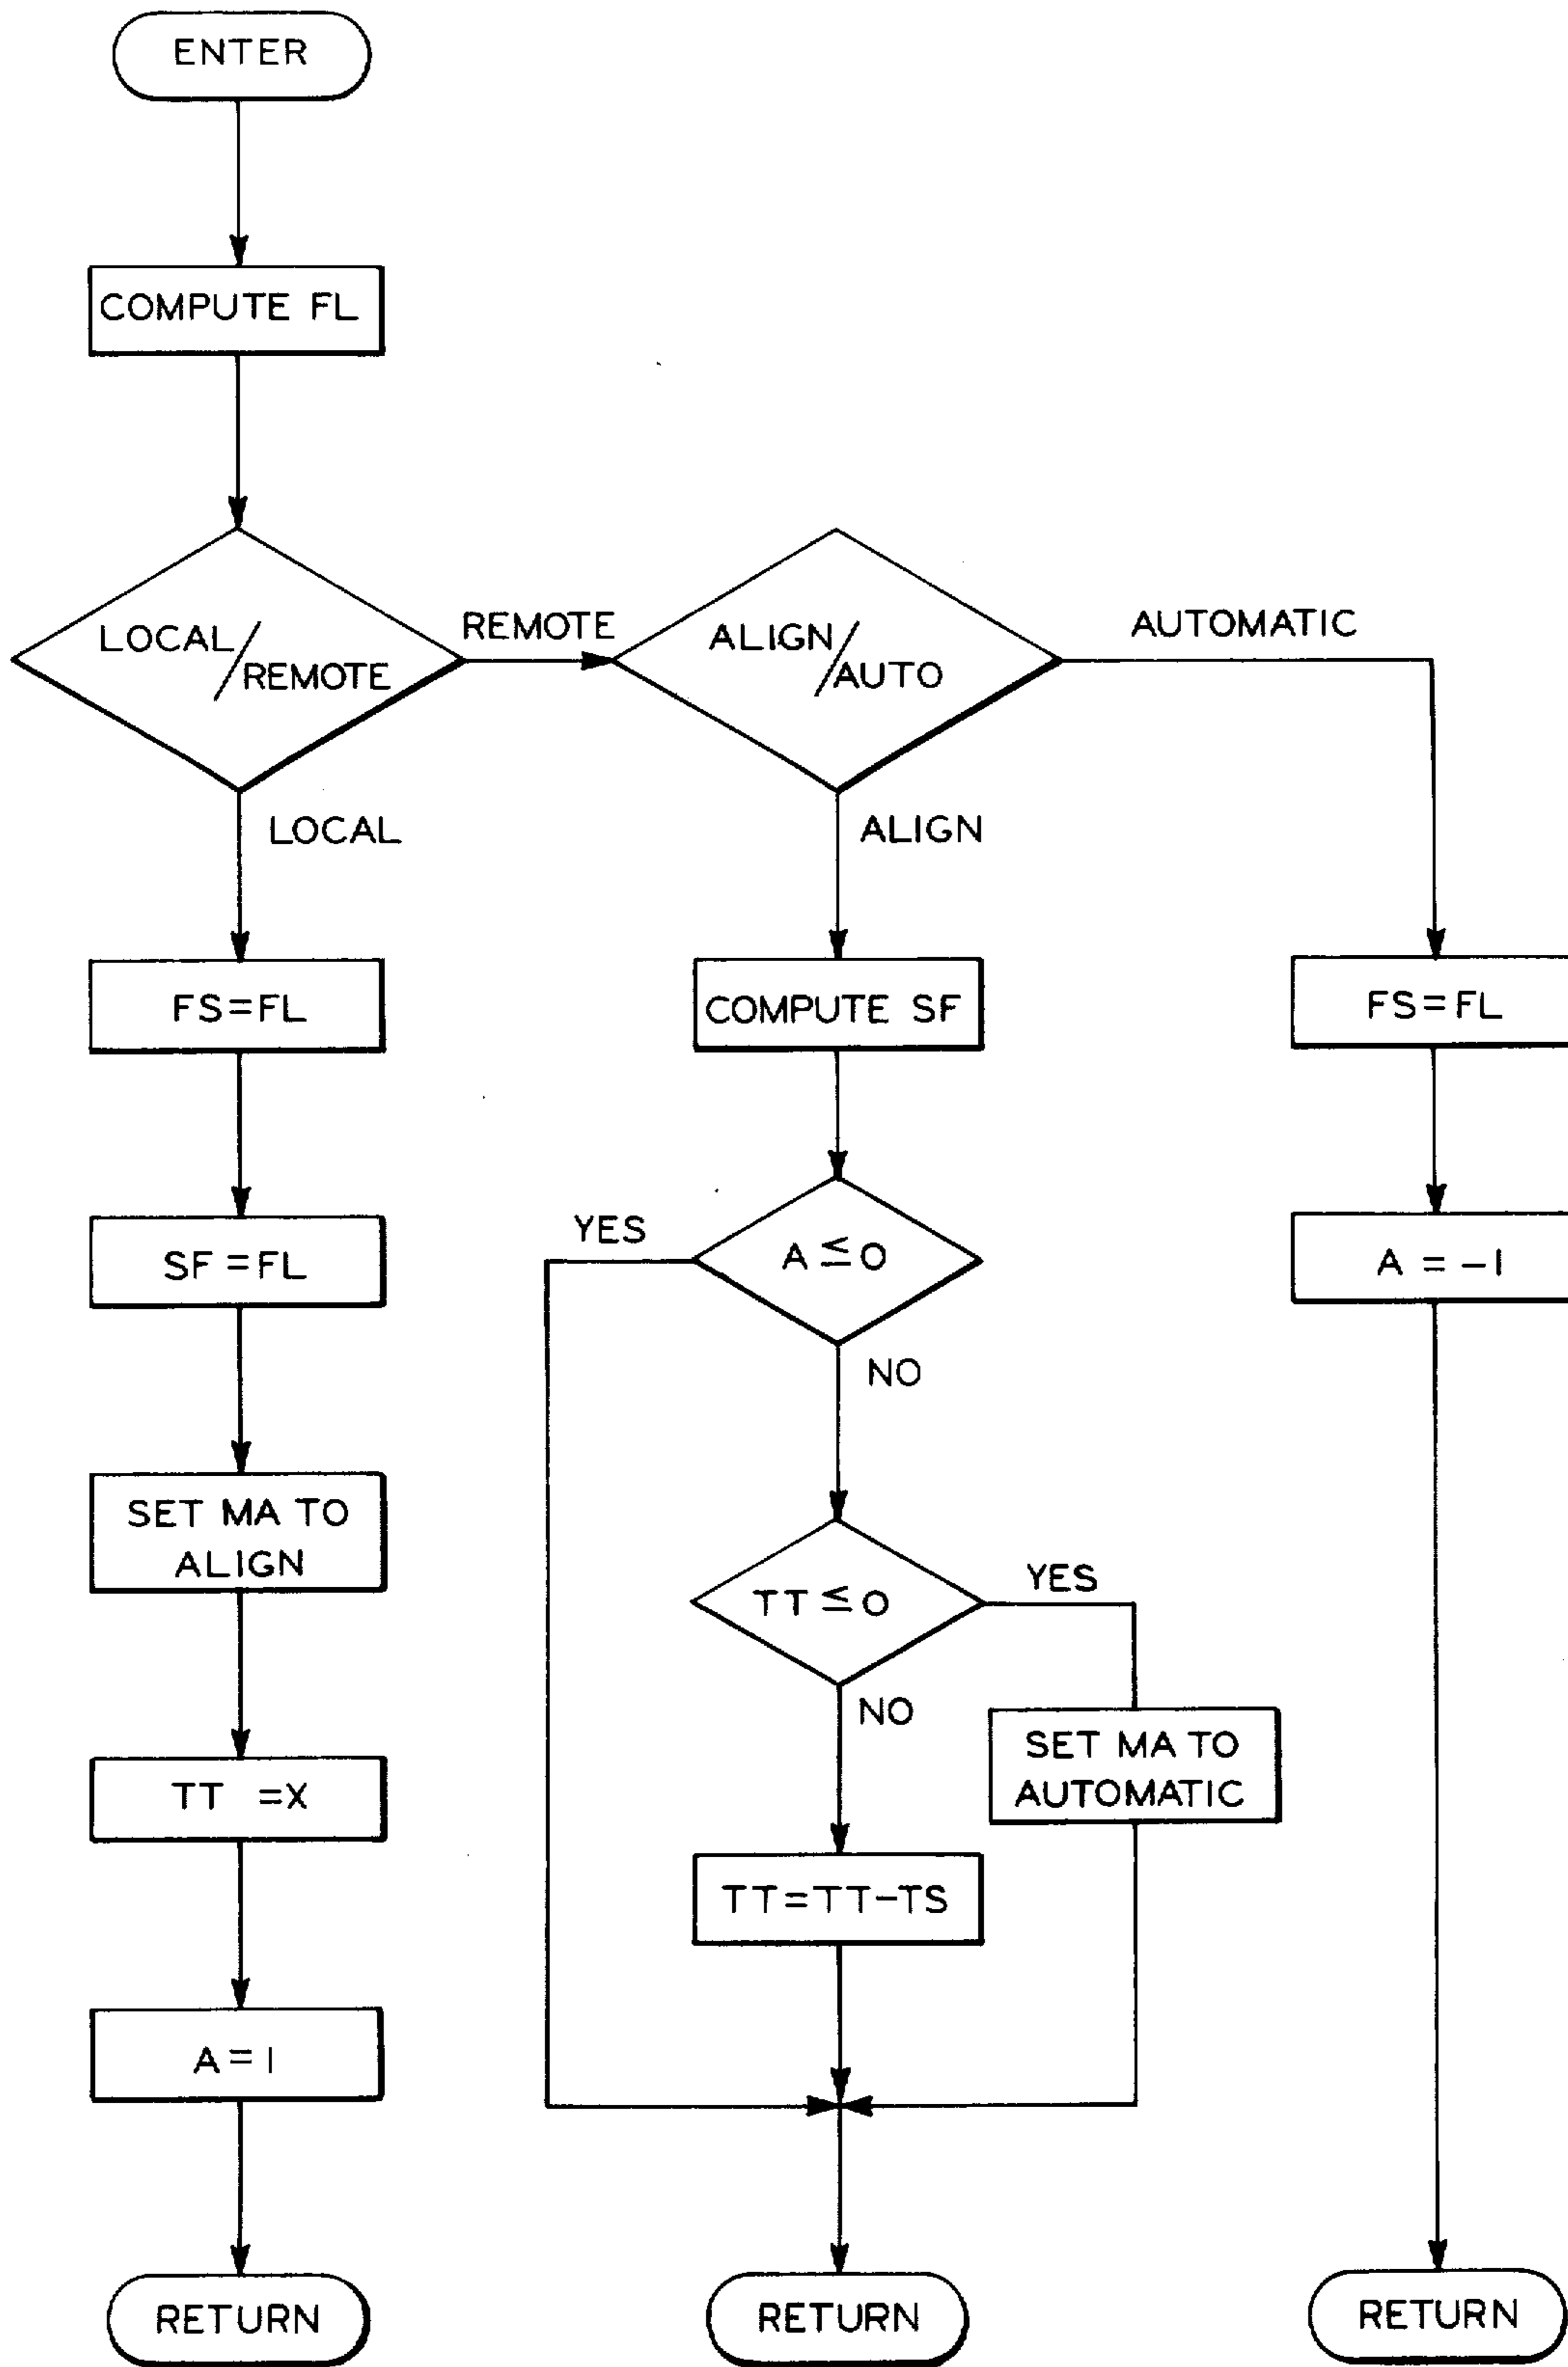 ENTER
COMPUTE FL
LOCAL/REMOTE
REMOTE
ALIGN/AUTO
AUTOMATIC
LOCAL
ALIGN
FS=FL
COMPUTE SF
FS=FL
SF=FL
YES
A ≤ 0
A = -1
NO
SET MA TO
ALIGN
TT ≤ 0
YES
NO
SET MA TO
AUTOMATIC
TT =X
TT=TT-TS
A=1
RETURN
RETURN
RETURN